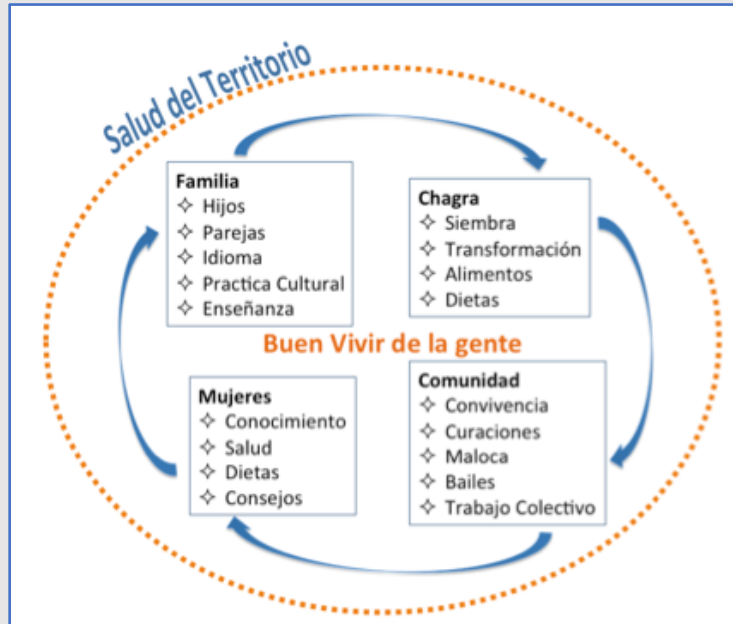 Salud del Territorio
Familia
✧ Hijos
✧ Parejas
✧ Idioma
✧ Practica Cultural
✧ Enseñanza
Chagra
✧ Siembra
✧ Transformación
✧ Alimentos
✧ Dietas
Buen Vivir de la gente
Mujeres
✧ Conocimiento
✧ Salud
✧ Dietas
✧ Consejos
Comunidad
✧ Convivencia
✧ Curaciones
✧ Maloca
✧ Bailes
✧ Trabajo Colectivo